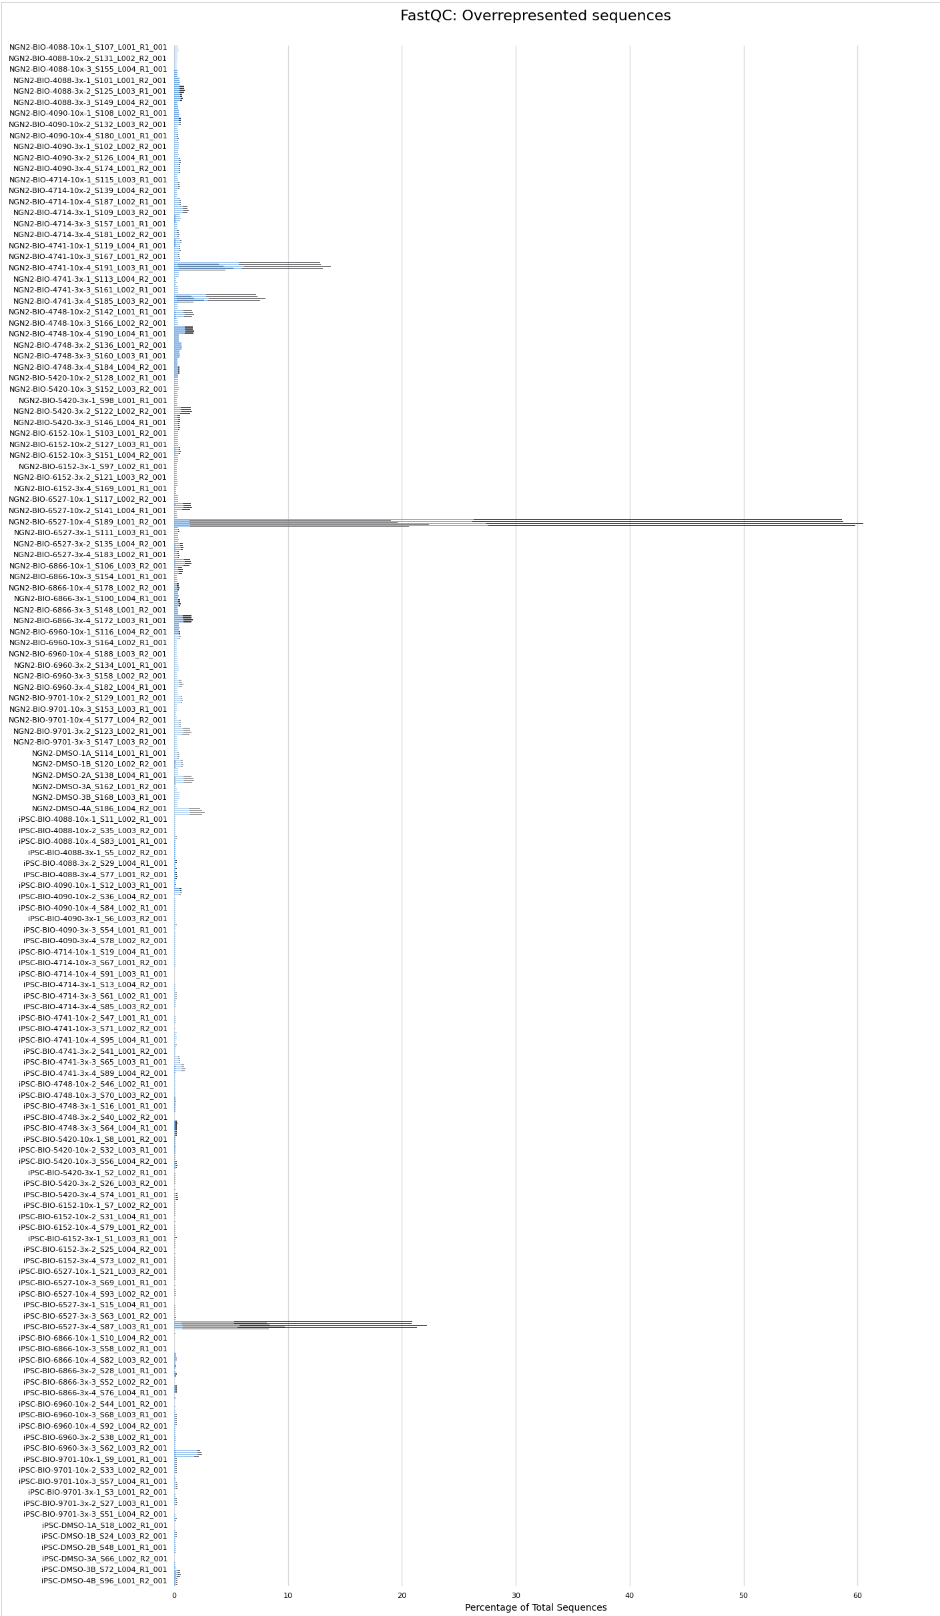 FastQC: Overrepresented sequences
NGN2-BIO-4088-10x-1_S107_L001_R1_001
NGN2-BIO-4088-10x-2_S131_L002_R2_001
NGN2-BIO-4088-10x-3_S155_L004_R1_001
NGN2-BIO-4088-3x-1_S101_L001_R2_001
NGN2-BIO-4088-3x-2_S125_L003_R1_001
NGN2-BIO-4088-3x-3_S149_L004_R2_001
NGN2-BIO-4090-10x-1_S108_L002_R1_001
NGN2-BIO-4090-10x-2_S132_L003_R2_001
NGN2-BIO-4090-10x-4_S180_L001_R1_001
NGN2-BIO-4090-3x-1_S102_L002_R2_001
NGN2-BIO-4090-3x-2_S126_L004_R1_001
NGN2-BIO-4090-3x-4_S174_L001_R2_001
NGN2-BIO-4714-10x-1_S115_L003_R1_001
NGN2-BIO-4714-10x-2_S139_L004_R2_001
NGN2-BIO-4714-10x-4_S187_L002_R1_001
NGN2-BIO-4714-3x-1_S109_L003_R2_001
NGN2-BIO-4714-3x-3_S157_L001_R1_001
NGN2-BIO-4714-3x-4_S181_L002_R2_001
NGN2-BIO-4741-10x-1_S119_L004_R1_001
NGN2-BIO-4741-10x-3_S167_L001_R2_001
NGN2-BIO-4741-10x-4_S191_L003_R1_001
NGN2-BIO-4741-3x-1_S113_L004_R2_001
NGN2-BIO-4741-3x-3_S161_L002_R1_001
NGN2-BIO-4741-3x-4_S185_L003_R2_001
NGN2-BIO-4748-10x-2_S142_L001_R1_001
NGN2-BIO-4748-10x-3_S166_L002_R2_001
NGN2-BIO-4748-10x-4_S190_L004_R1_001
NGN2-BIO-4748-3x-2_S136_L001_R2_001
NGN2-BIO-4748-3x-3_S160_L003_R1_001
NGN2-BIO-4748-3x-4_S184_L004_R2_001
NGN2-BIO-5420-10x-2_S128_L002_R1_001
NGN2-BIO-5420-10x-3_S152_L003_R2_001
NGN2-BIO-5420-3x-1_S98_L001_R1_001
NGN2-BIO-5420-3x-2_S122_L002_R2_001
NGN2-BIO-5420-3x-3_S146_L004_R1_001
NGN2-BIO-6152-10x-1_S103_L001_R2_001
NGN2-BIO-6152-10x-2_S127_L003_R1_001
NGN2-BIO-6152-10x-3_S151_L004_R2_001
NGN2-BIO-6152-3x-1_S97_L002_R1_001
NGN2-BIO-6152-3x-2_S121_L003_R2_001
NGN2-BIO-6152-3x-4_S169_L001_R1_001
NGN2-BIO-6527-10x-1_S117_L002_R2_001
NGN2-BIO-6527-10x-2_S141_L004_R1_001
NGN2-BIO-6527-10x-4_S189_L001_R2_001
NGN2-BIO-6527-3x-1_S111_L003_R1_001
NGN2-BIO-6527-3x-2_S135_L004_R2_001
NGN2-BIO-6527-3x-4_S183_L002_R1_001
NGN2-BIO-6866-10x-1_S106_L003_R2_001
NGN2-BIO-6866-10x-3_S154_L001_R1_001
NGN2-BIO-6866-10x-4_S178_L002_R2_001
NGN2-BIO-6866-3x-1_S100_L004_R1_001
NGN2-BIO-6866-3x-3_S148_L001_R2_001
NGN2-BIO-6866-3x-4_S172_L003_R1_001
NGN2-BIO-6960-10x-1_S116_L004_R2_001
NGN2-BIO-6960-10x-3_S164_L002_R1_001
NGN2-BIO-6960-10x-4_S188_L003_R2_001
NGN2-BIO-6960-3x-2_S134_L001_R1_001
NGN2-BIO-6960-3x-3_S158_L002_R2_001
NGN2-BIO-6960-3x-4_S182_L004_R1_001
NGN2-BIO-9701-10x-2_S129_L001_R2_001
NGN2-BIO-9701-10x-3_S153_L003_R1_001
NGN2-BIO-9701-10x-4_S177_L004_R2_001
NGN2-BIO-9701-3x-2_S123_L002_R1_001
NGN2-BIO-9701-3x-3_S147_L003_R2_001
NGN2-DMSO-1A_S114_L001_R1_001
NGN2-DMSO-1B_S120_L002_R2_001
NGN2-DMSO-2A_S138_L004_R1_001
NGN2-DMSO-3A_S162_L001_R2_001
NGN2-DMSO-3B_S168_L003_R1_001
NGN2-DMSO-4A_S186_L004_R2_001
iPSC-BIO-4088-10x-1_S11_L002_R1_001
iPSC-BIO-4088-10x-2_S35_L003_R2_001
iPSC-BIO-4088-10x-4_S83_L001_R1_001
iPSC-BIO-4088-3x-1_S5_L002_R2_001
iPSC-BIO-4088-3x-2_S29_L004_R1_001
iPSC-BIO-4088-3x-4_S77_L001_R2_001
iPSC-BIO-4090-10x-1_S12_L003_R1_001
iPSC-BIO-4090-10x-2_S36_L004_R2_001
iPSC-BIO-4090-10x-4_S84_L002_R1_001
iPSC-BIO-4090-3x-1_S6_L003_R2_001
iPSC-BIO-4090-3x-3_S54_L001_R1_001
iPSC-BIO-4090-3x-4_S78_L002_R2_001
iPSC-BIO-4714-10x-1_S19_L004_R1_001
iPSC-BIO-4714-10x-3_S67_L001_R2_001
iPSC-BIO-4714-10x-4_S91_L003_R1_001
iPSC-BIO-4714-3x-1_S13_L004_R2_001
iPSC-BIO-4714-3x-3_S61_L002_R1_001
iPSC-BIO-4714-3x-4_S85_L003_R2_001
iPSC-BIO-4741-10x-2_S47_L001_R1_001
iPSC-BIO-4741-10x-3_S71_L002_R2_001
iPSC-BIO-4741-10x-4_S95_L004_R1_001
iPSC-BIO-4741-3x-2_S41_L001_R2_001
iPSC-BIO-4741-3x-3_S65_L003_R1_001
iPSC-BIO-4741-3x-4_S89_L004_R2_001
iPSC-BIO-4748-10x-2_S46_L002_R1_001
iPSC-BIO-4748-10x-3_S70_L003_R2_001
iPSC-BIO-4748-3x-1_S16_L001_R1_001
iPSC-BIO-4748-3x-2_S40_L002_R2_001
iPSC-BIO-4748-3x-3_S64_L004_R1_001
iPSC-BIO-5420-10x-1_S8_L001_R2_001
iPSC-BIO-5420-10x-2_S32_L003_R1_001
iPSC-BIO-5420-10x-3_S56_L004_R2_001
iPSC-BIO-5420-3x-1_S2_L002_R1_001
iPSC-BIO-5420-3x-2_S26_L003_R2_001
iPSC-BIO-5420-3x-4_S74_L001_R1_001
iPSC-BIO-6152-10x-1_S7_L002_R2_001
iPSC-BIO-6152-10x-2_S31_L004_R1_001
iPSC-BIO-6152-10x-4_S79_L001_R2_001
iPSC-BIO-6152-3x-1_S1_L003_R1_001
iPSC-BIO-6152-3x-2_S25_L004_R2_001
iPSC-BIO-6152-3x-4_S73_L002_R1_001
iPSC-BIO-6527-10x-1_S21_L003_R2_001
iPSC-BIO-6527-10x-3_S69_L001_R1_001
iPSC-BIO-6527-10x-4_S93_L002_R2_001
iPSC-BIO-6527-3x-1_S15_L004_R1_001
iPSC-BIO-6527-3x-3_S63_L001_R2_001
iPSC-BIO-6527-3x-4_S87_L003_R1_001
iPSC-BIO-6866-10x-1_S10_L004_R2_001
iPSC-BIO-6866-10x-3_S58_L002_R1_001
iPSC-BIO-6866-10x-4_S82_L003_R2_001
iPSC-BIO-6866-3x-2_S28_L001_R1_001
iPSC-BIO-6866-3x-3_S52_L002_R2_001
iPSC-BIO-6866-3x-4_S76_L004_R1_001
iPSC-BIO-6960-10x-2_S44_L001_R2_001
iPSC-BIO-6960-10x-3_S68_L003_R1_001
iPSC-BIO-6960-10x-4_S92_L004_R2_001
iPSC-BIO-6960-3x-2_S38_L002_R1_001
iPSC-BIO-6960-3x-3_S62_L003_R2_001
iPSC-BIO-9701-10x-1_S9_L001_R1_001
iPSC-BIO-9701-10x-2_S33_L002_R2_001
iPSC-BIO-9701-10x-3_S57_L004_R1_001
iPSC-BIO-9701-3x-1_S3_L001_R2_001
iPSC-BIO-9701-3x-2_S27_L003_R1_001
iPSC-BIO-9701-3x-3_S51_L004_R2_001
iPSC-DMSO-1A_S18_L002_R1_001
iPSC-DMSO-1B_S24_L003_R2_001
iPSC-DMSO-2B_S48_L001_R1_001
iPSC-DMSO-3A_S66_L002_R2_001
iPSC-DMSO-3B_S72_L004_R1_001
iPSC-DMSO-4B_S96_L001_R2_001
0 10 20 30 40 50 60
Percentage of Total Sequences